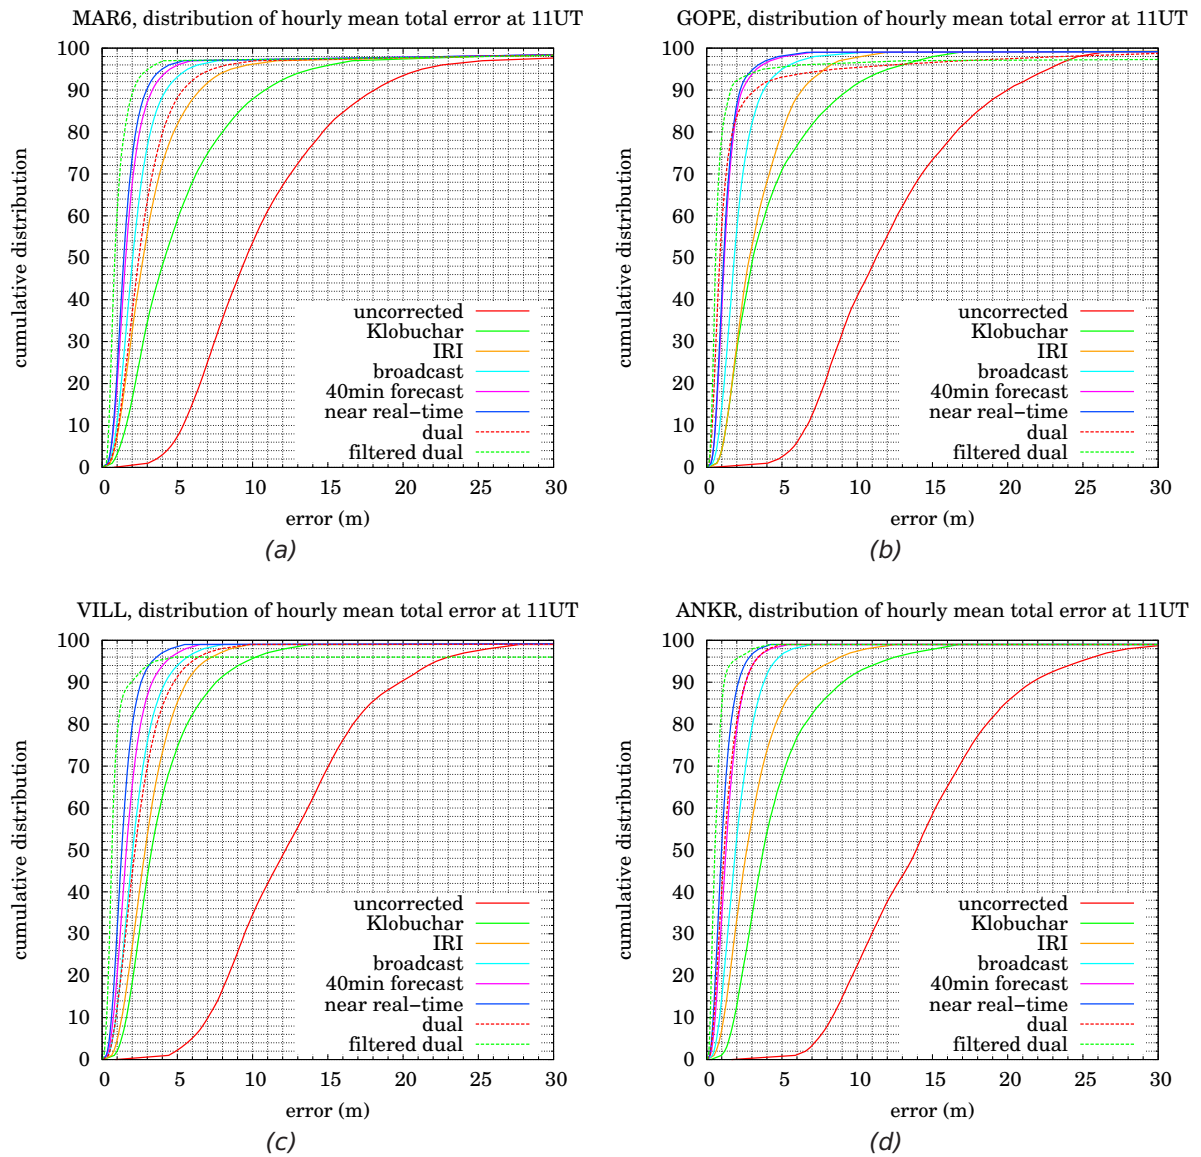 MAR6, distribution of hourly mean total error at 11UT
100
90
80
70
60
50
40
30
20
10
0
cumulative distribution
uncorrected
Klobuchar
IRI
broadcast
40min forecast
near real-time
dual
filtered dual
0 5 10 15 20 25 30
error (m)
(a)
GOPE, distribution of hourly mean total error at 11UT
100
90
80
70
60
50
40
30
20
10
0
cumulative distribution
uncorrected
Klobuchar
IRI
broadcast
40min forecast
near real-time
dual
filtered dual
0 5 10 15 20 25 30
error (m)
(b)
VILL, distribution of hourly mean total error at 11UT
100
90
80
70
60
50
40
30
20
10
0
cumulative distribution
uncorrected
Klobuchar
IRI
broadcast
40min forecast
near real-time
dual
filtered dual
0 5 10 15 20 25 30
error (m)
(c)
ANKR, distribution of hourly mean total error at 11UT
100
90
80
70
60
50
40
30
20
10
0
cumulative distribution
uncorrected
Klobuchar
IRI
broadcast
40min forecast
near real-time
dual
filtered dual
0 5 10 15 20 25 30
error (m)
(d)